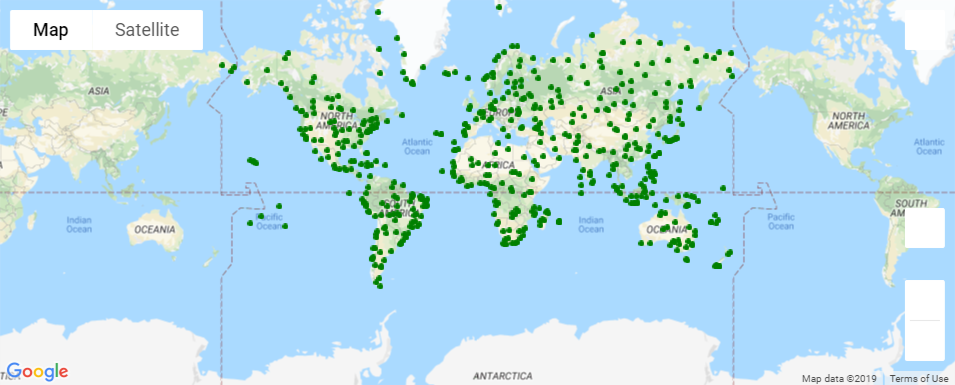 Map Satellite
ASIA
NORTH
AMERICA
EUROPE
ASIA
NORTH
AMERICA
Atlantic
Ocean
Atlantic
Ocean
AFRICA
SOUTH
AMERICA
SOUTH
Indian
Ocean
Pacific
Ocean
Indian
Ocean
Pacific
Ocean
OCEANIA
OCEANIA
ANTARCTICA
Google
Map data ©2019 Terms of Use